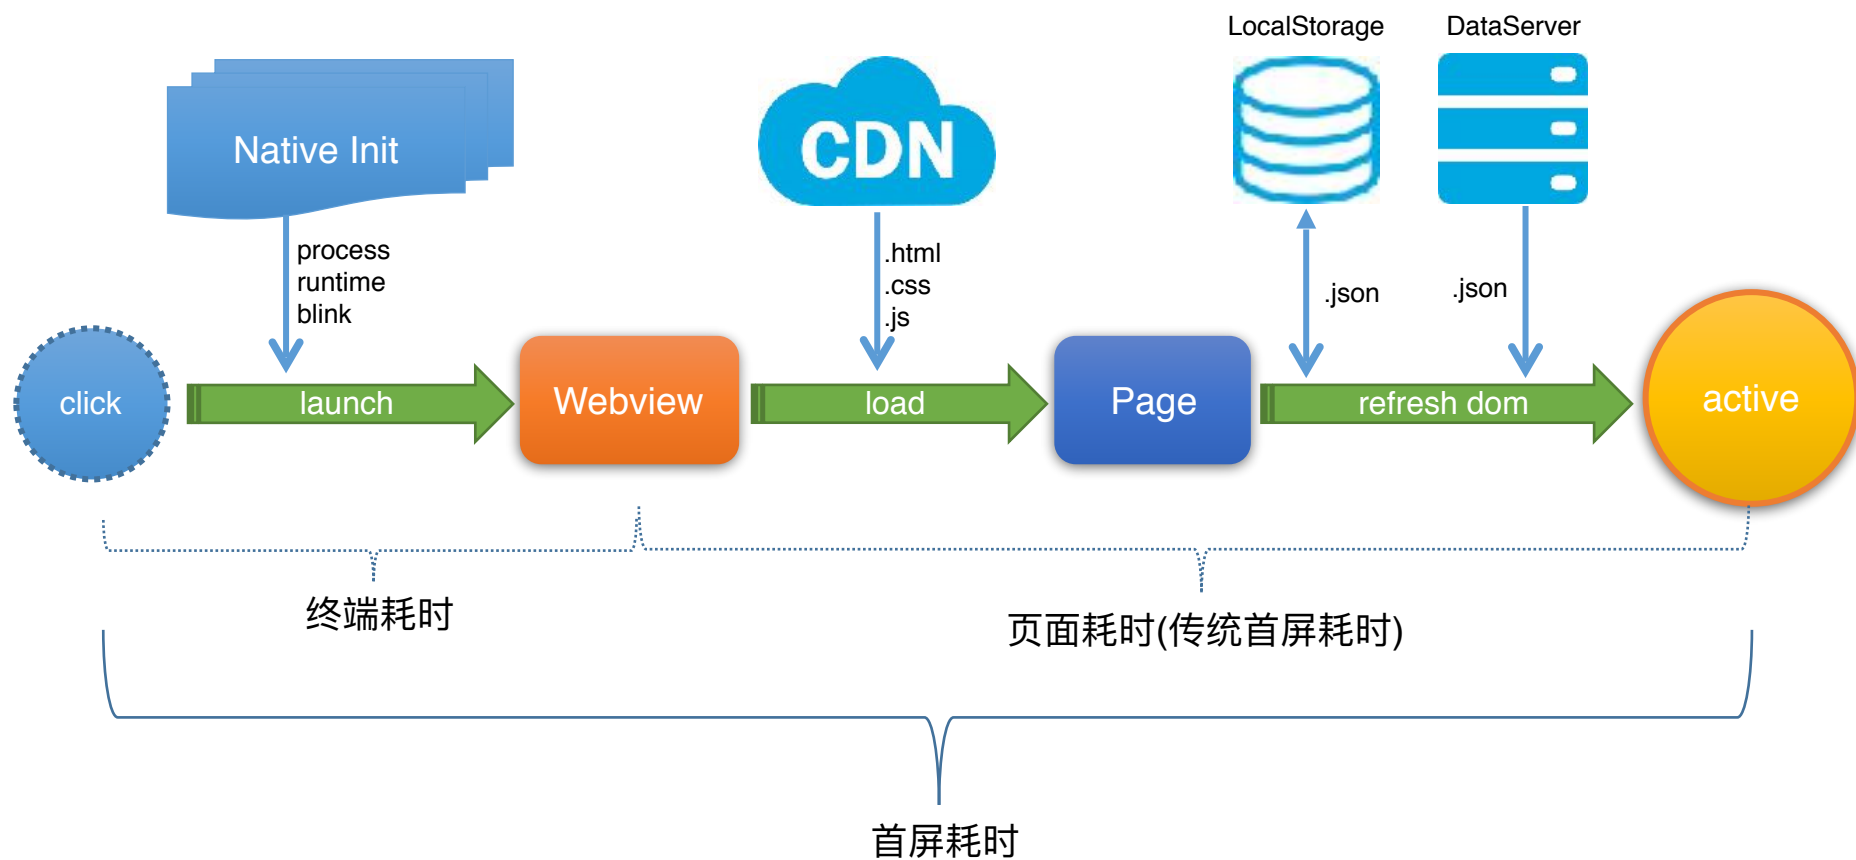 LocalStorage
DataServer
Native Init
CDN
process
runtime
blink
.html
.css
.js
.json
.json
click
launch
Webview
load
Page
refresh dom
active
终端耗时
页面耗时(传统首屏耗时)
首屏耗时